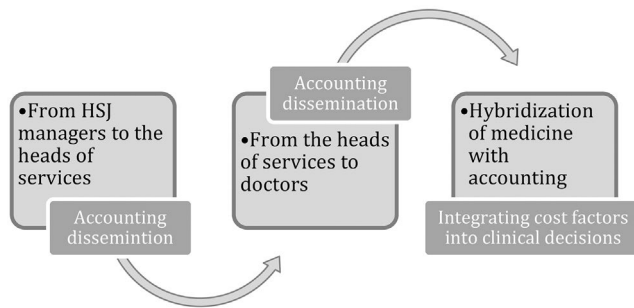 •From HSJ
managers to the
heads of
services
Accounting
dissemintion
Accounting
dissemination
•From the heads
of services to
doctors
•Hybridization
of medicine
with
accounting
Integrating cost factors
into clinical decisions